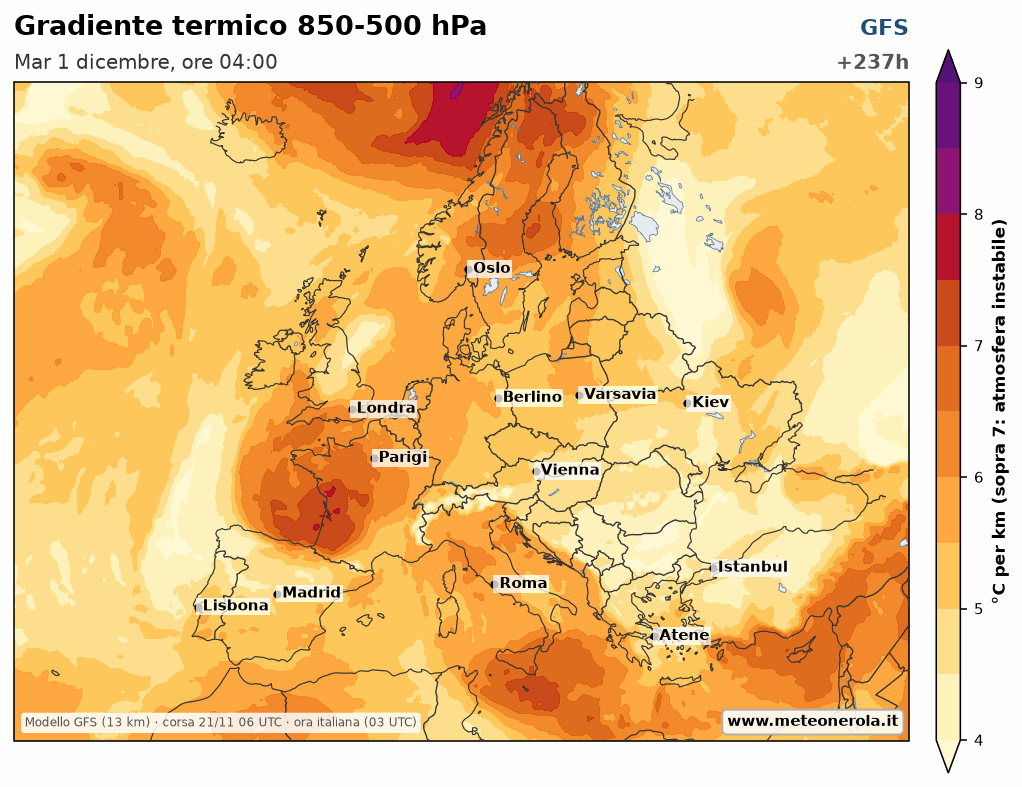 Gradiente termico 850-500 hPa
GFS
Mar 1 dicembre, ore 04:00
+237h
9
8
7
6
5
4
°C per km (sopra 7: atmosfera instabile)
Oslo
Berlino
Varsavia
Kiev
Londra
Parigi
Vienna
Istanbul
Roma
Madrid
Lisbona
Atene
Modello GFS (13 km) · corsa 21/11 06 UTC · ora italiana (03 UTC)
www.meteonerola.it